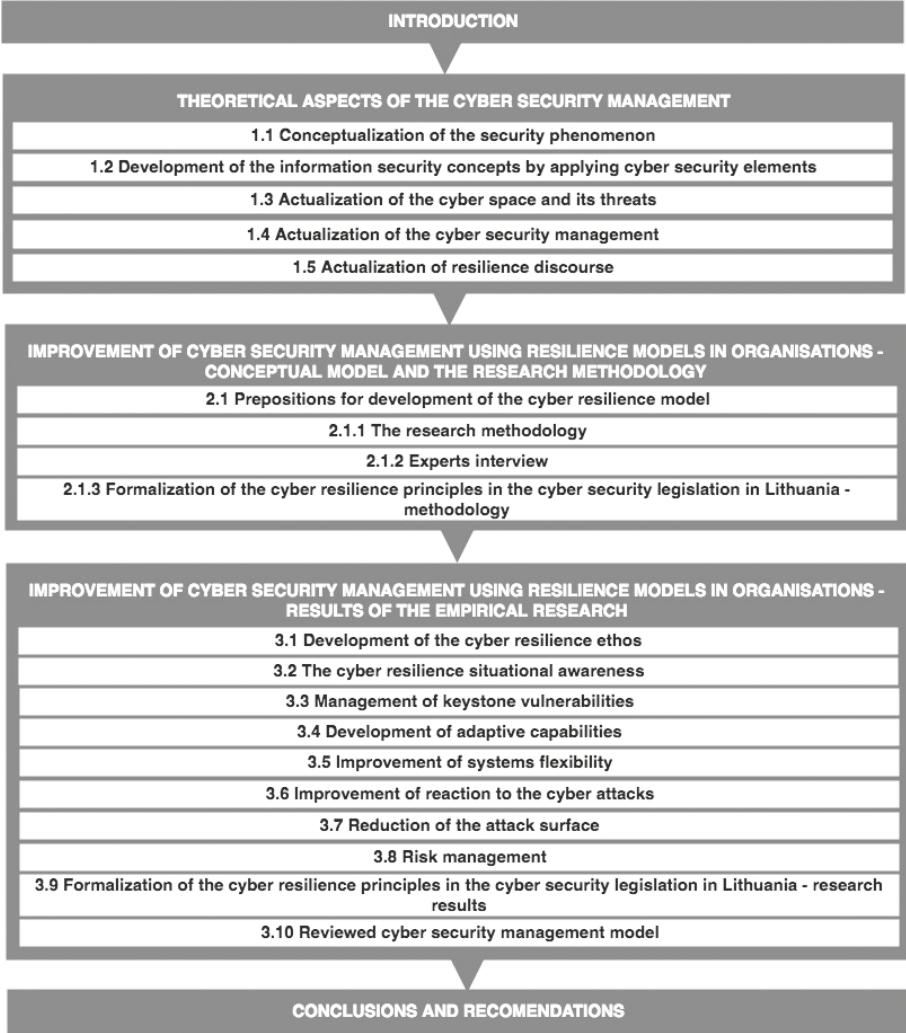 INTRODUCTION
THEORETICAL ASPECTS OF THE CYBER SECURITY MANAGEMENT
1.1 Conceptualization of the security phenomenon
1.2 Development of the information security concepts by applying cyber security elements
1.3 Actualization of the cyber space and its threats
1.4 Actualization of the cyber security management
1.5 Actualization of resilience discourse
IMPROVEMENT OF CYBER SECURITY MANAGEMENT USING RESILIENCE MODELS IN ORGANISATIONS -
CONCEPTUAL MODEL AND THE RESEARCH METHODOLOGY
2.1 Prepositions for development of the cyber resilience model
2.1.1 The research methodology
2.1.2 Experts interview
2.1.3 Formalization of the cyber resilience principles in the cyber security legislation in Lithuania -
methodology
IMPROVEMENT OF CYBER SECURITY MANAGEMENT USING RESILIENCE MODELS IN ORGANISATIONS -
RESULTS OF THE EMPIRICAL RESEARCH
3.1 Development of the cyber resilience ethos
3.2 The cyber resilience situational awareness
3.3 Management of keystone vulnerabilities
3.4 Development of adaptive capabilities
3.5 Improvement of systems flexibility
3.6 Improvement of reaction to the cyber attacks
3.7 Reduction of the attack surface
3.8 Risk management
3.9 Formalization of the cyber resilience principles in the cyber security legislation in Lithuania - research
results
3.10 Reviewed cyber security management model
CONCLUSIONS AND RECOMENDATIONS